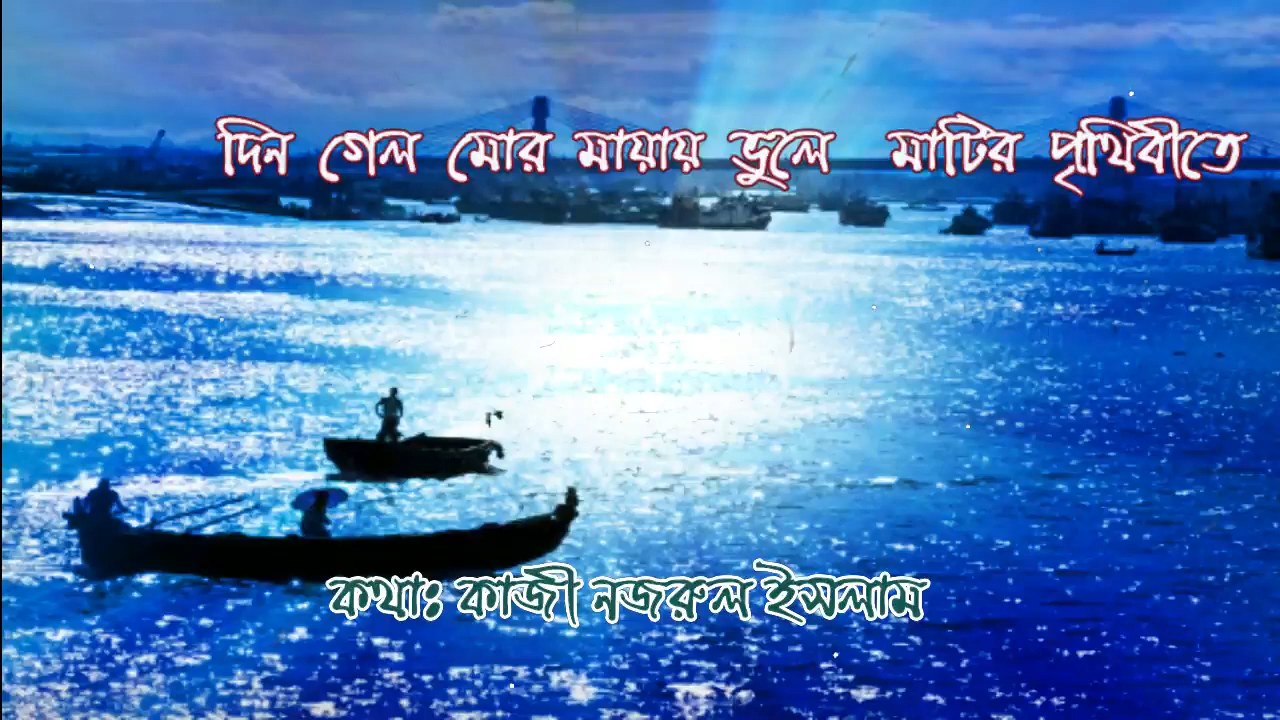 দিন গেল মোর মায়ায় ভুলে মাটির পৃথিবীতে
কথাঃ কাজী নজরুল ইসলাম